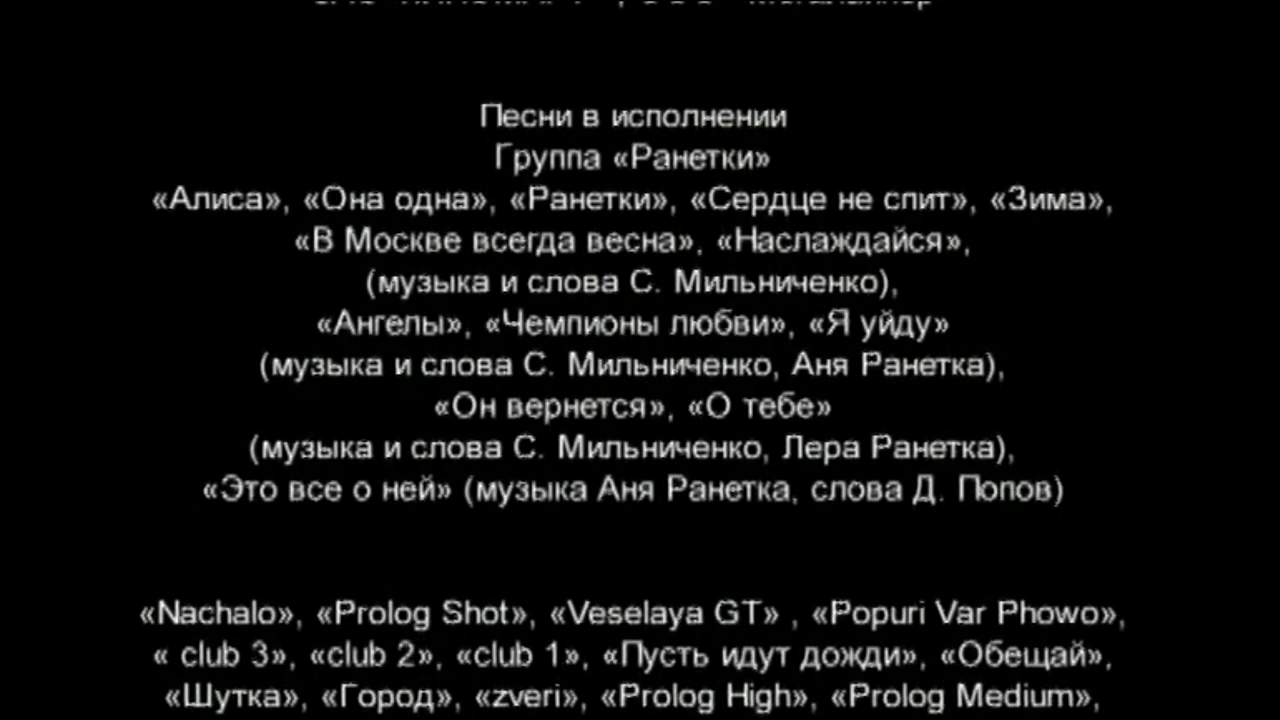 Песни в исполнении
Группа «Ранетки»
«Алиса», «Она одна», «Ранетки», «Сердце не спит», «Зима»,
«В Москве всегда весна», «Наслаждайся»,
(музыка и слова С. Мильниченко),
«Ангелы», «Чемпионы любви», «Я уйду»
(музыка и слова С. Мильниченко, Аня Ранетка),
«Он вернется», «О тебе»
(музыка и слова С. Мильниченко, Лера Ранетка),
«Это все о ней» (музыка Аня Ранетка, слова Д. Попов)
«Nachalo», «Prolog Shot», «Veselaya GT» , «Popuri Var Phowo»,
« club 3», «club 2», «club 1», «Пусть идут дожди», «Обещай»,
«Шутка», «Город», «zveri», «Prolog High», «Prolog Medium»,